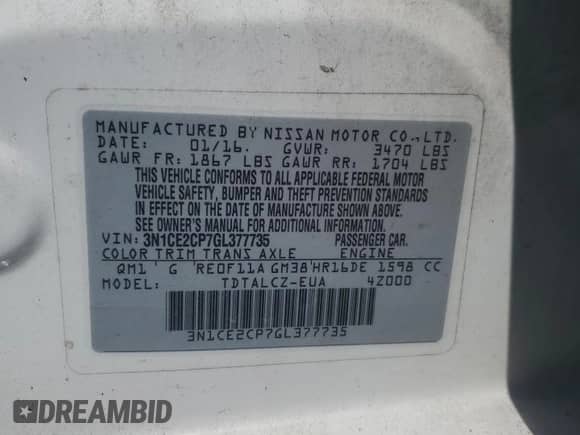 MANUFACTURED BY NISSAN MOTOR CO.,LTD.
DATE: 01/16. GVWR: 3470 LBS
GAWR FR: 1867 LBS GAWR RR: 1704 LBS
THIS VEHICLE CONFORMS TO ALL APPLICABLE FEDERAL MOTOR
VEHICLE SAFETY, BUMPER AND THEFT PREVENTION STANDARDS
IN EFFECT ON THE DATE OF MANUFACTURE SHOWN ABOVE.
SEE OWNER'S MANUAL FOR ADDITIONAL INFORMATION.
VIN: 3N1CE2CP7GL377735 PASSENGER CAR.
COLOR TRIM TRANS AXLE ENGINE
QM1 G RE0F11A GM38 HR16DE 1598 CC
MODEL: TDTALCZ-EUA 4Z000
3N1CE2CP7GL377735
DREAMBID